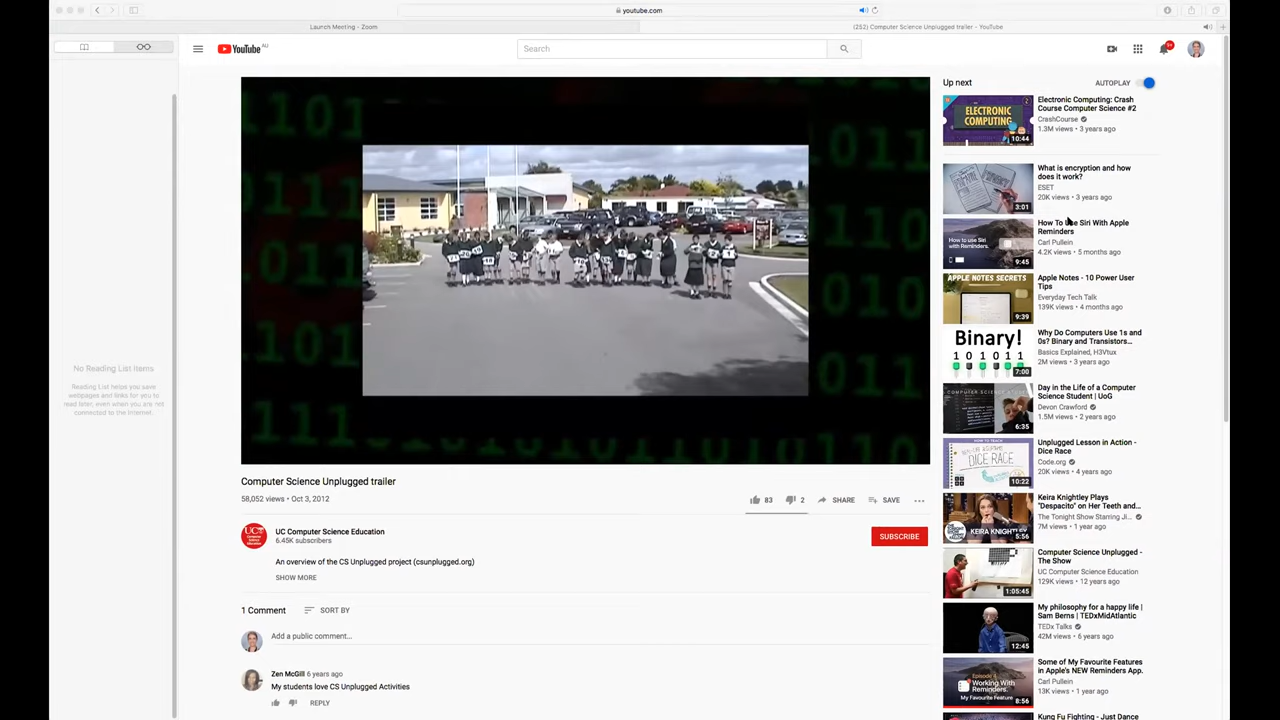 youtube.com
Launch Meeting - Zoom
(252) Computer Science Unplugged trailer - YouTube
YouTube AU
Search
9+
Up next
AUTOPLAY
ELECTRONIC COMPUTING
10:44
Electronic Computing: Crash
Course Computer Science #2
CrashCourse
1.3M views • 3 years ago
3:01
What is encryption and how
does it work?
ESET
20K views • 3 years ago
How to use Siri
with Reminders.
9:45
How To Use Siri With Apple
Reminders
Carl Pullein
4.2K views • 5 months ago
APPLE NOTES SECRETS
9:39
Apple Notes - 10 Power User
Tips
Everyday Tech Talk
139K views • 4 months ago
Binary!
1 0 1 0 1 1
7:00
Why Do Computers Use 1s and
0s? Binary and Transistors...
Basics Explained, H3Vtux
2M views • 3 years ago
6:35
Day in the Life of a Computer
Science Student | UoG
Devon Crawford
1.5M views • 2 years ago
HOW TO TEACH
DICE RACE
10:22
Unplugged Lesson in Action -
Dice Race
Code.org
20K views • 4 years ago
KEIRA KNIGHTLEY
5:56
Keira Knightley Plays
"Despacito" on Her Teeth and...
The Tonight Show Starring Ji...
7M views • 1 year ago
1:05:45
Computer Science Unplugged -
The Show
UC Computer Science Education
129K views • 12 years ago
12:45
My philosophy for a happy life |
Sam Berns | TEDxMidAtlantic
TEDx Talks
42M views • 6 years ago
Working With
Reminders.
My Favourite Feature
8:56
Some of My Favourite Features
in Apple's NEW Reminders App.
Carl Pullein
13K views • 1 year ago
Kung Fu Fighting - Just Dance
No Reading List Items
Reading List helps you save
webpages and links for you to
read later, even when you are not
connected to the Internet.
Computer Science Unplugged trailer
58,052 views • Oct 3, 2012
83
2
SHARE
SAVE
UC
UC Computer Science Education
6.45K subscribers
SUBSCRIBE
An overview of the CS Unplugged project (csunplugged.org)
SHOW MORE
1 Comment
SORT BY
Add a public comment...
Zen McGill 6 years ago
My students love CS Unplugged Activities
REPLY